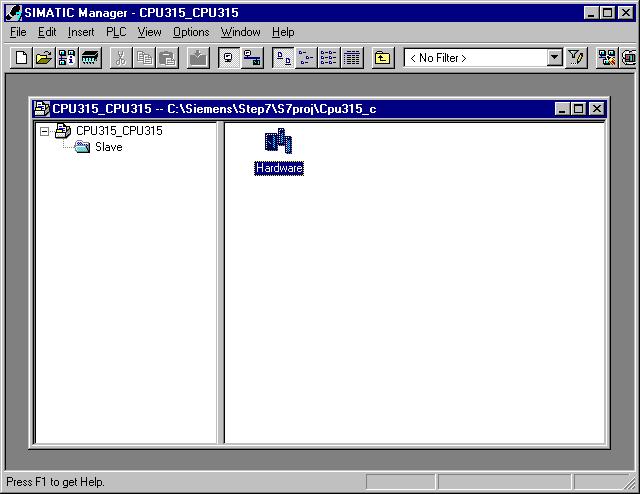 SIMATIC Manager - CPU315_CPU315
File Edit Insert PLC View Options Window Help
< No Filter >
CPU315_CPU315 -- C:\Siemens\Step7\S7proj\Cpu315_c
CPU315_CPU315
Slave
Hardware
Press F1 to get Help.